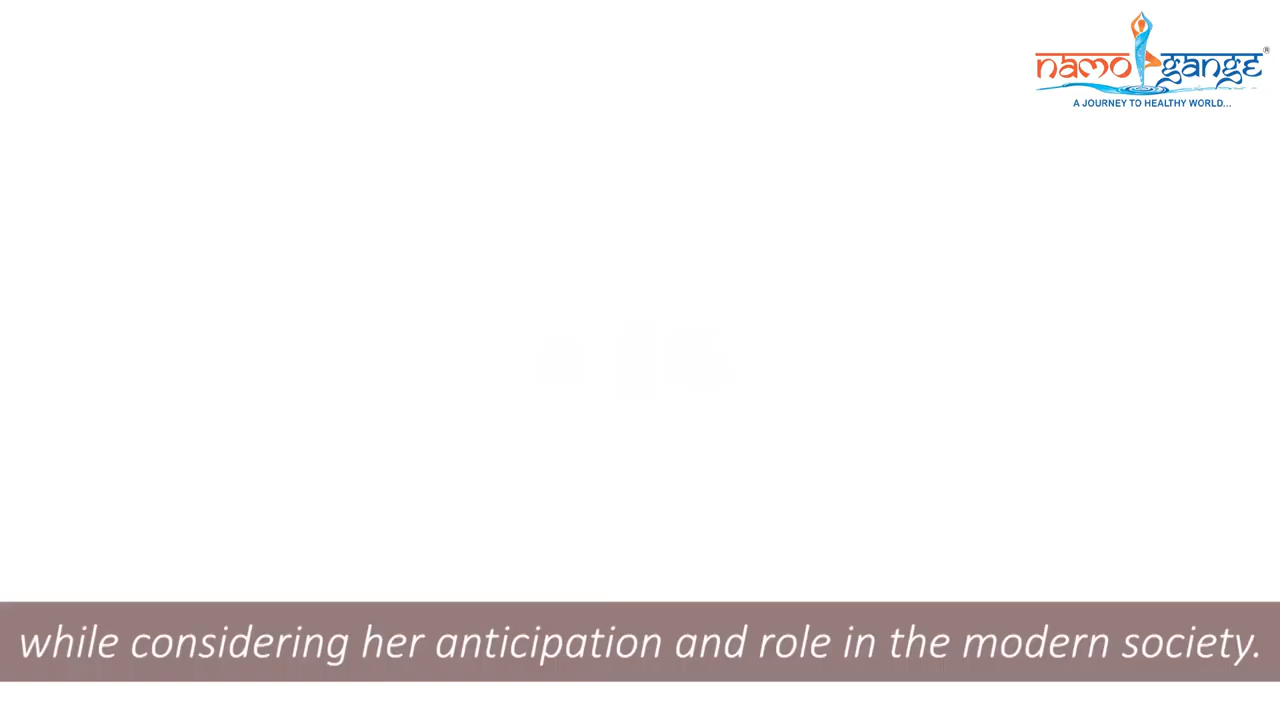 namo gange®
A JOURNEY TO HEALTHY WORLD...
while considering her anticipation and role in the modern society.